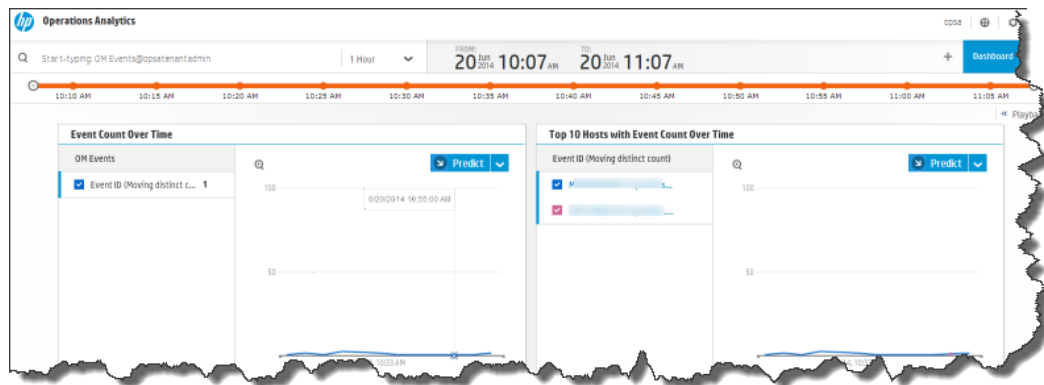 hp Operations Analytics
opsa
Start-typing: OM Events@opsatenantadmin
1 Hour
FROM:
20 Jun 2014 10:07 AM
TO:
20 Jun 2014 11:07 AM
+
Dashboard
10:10 AM 10:15 AM 10:20 AM 10:25 AM 10:30 AM 10:35 AM 10:40 AM 10:45 AM 10:50 AM 10:55 AM 11:00 AM 11:05 AM
« Playba
Event Count Over Time
OM Events
Predict
Event ID (Moving distinct c... 1
100
6/20/2014 10:55:00 AM
50
10:33 AM
Top 10 Hosts with Event Count Over Time
Event ID (Moving distinct count)
Predict
100
50